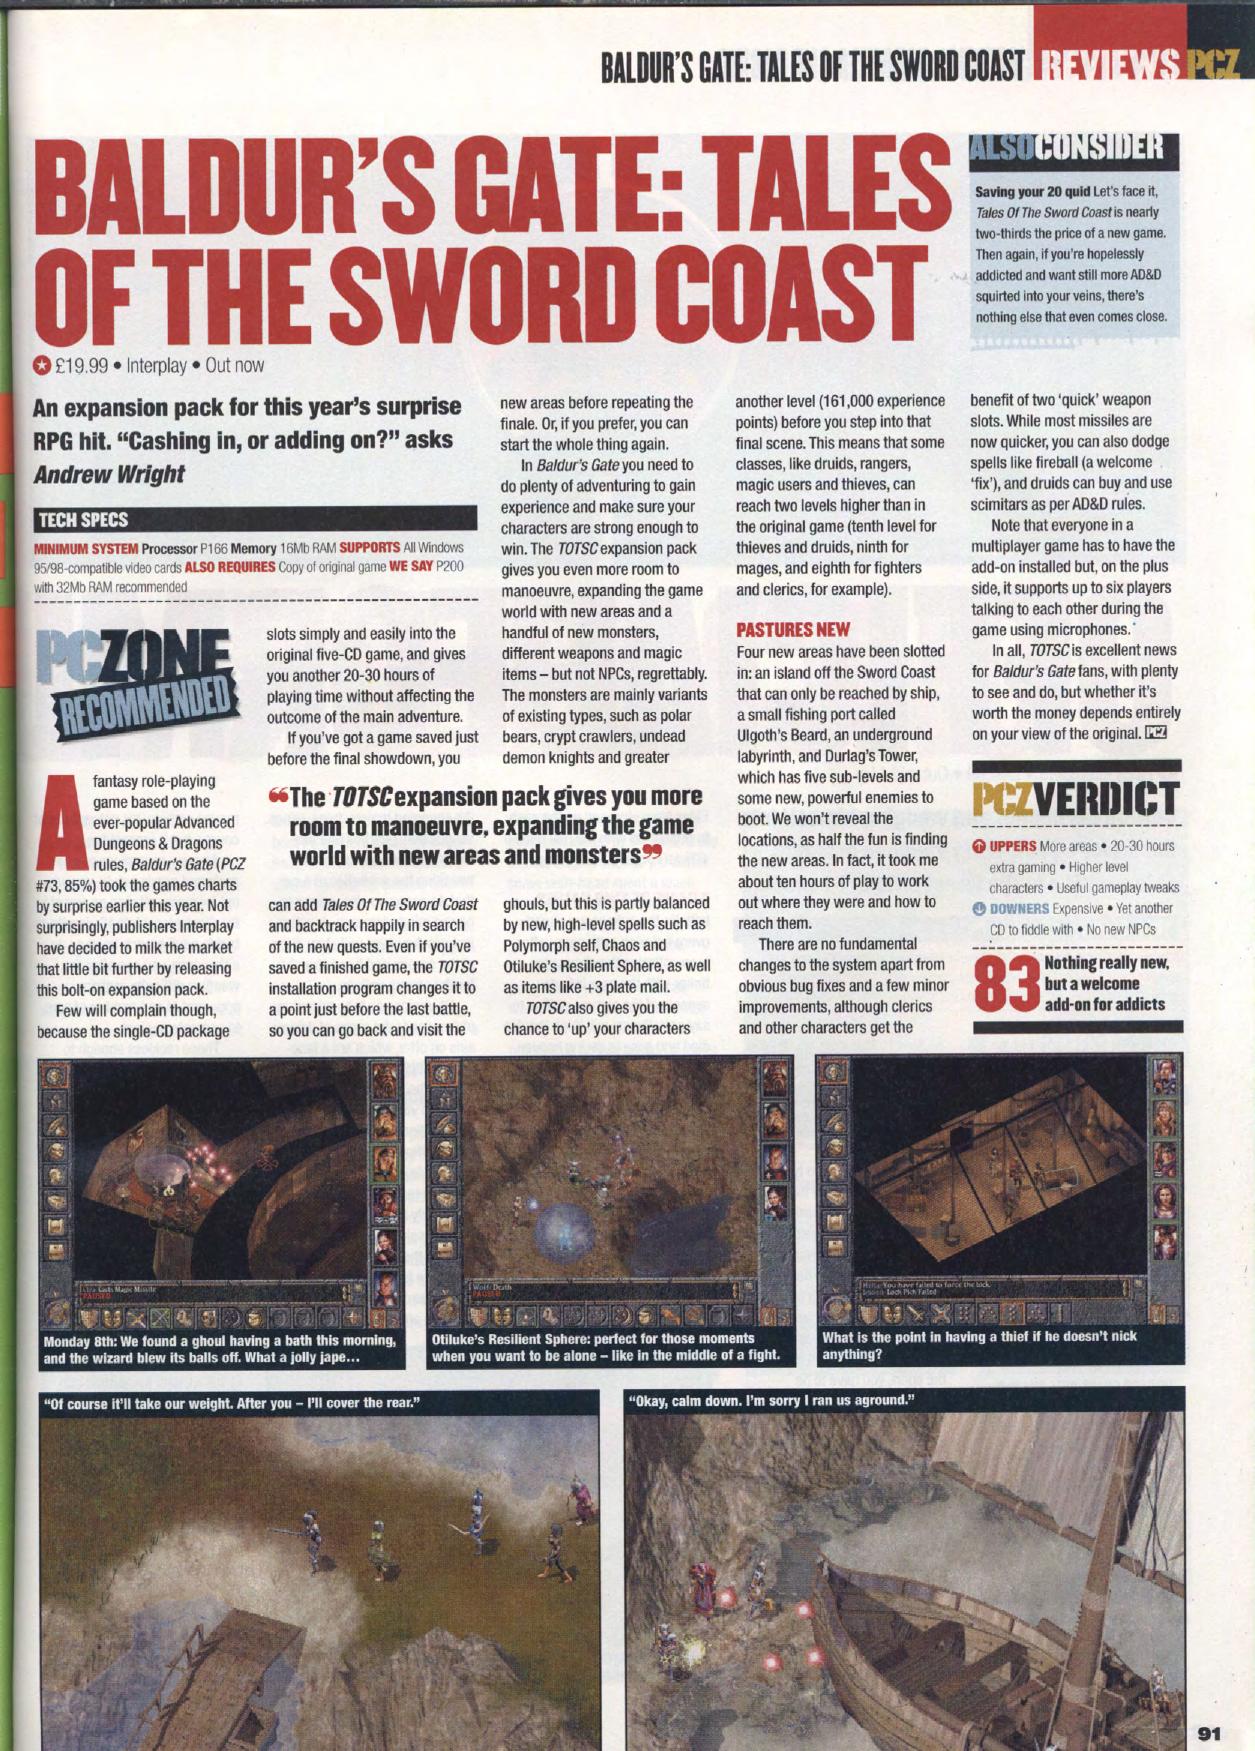 BALDUR'S GATE: TALES OF THE SWORD COAST REVIEWS PCZ
BALDUR'S GATE: TALES
OF THE SWORD COAST
£19.99 • Interplay • Out now
An expansion pack for this year's surprise
RPG hit. “Cashing in, or adding on?” asks
Andrew Wright
TECH SPECS
MINIMUM SYSTEM Processor P166 Memory 16Mb RAM SUPPORTS All Windows
95/98-compatible video cards ALSO REQUIRES Copy of original game WE SAY P200
with 32Mb RAM recommended
PCZONE
RECOMMENDED
A fantasy role-playing
game based on the
ever-popular Advanced
Dungeons & Dragons
rules, Baldur's Gate (PCZ
#73, 85%) took the games charts
by surprise earlier this year. Not
surprisingly, publishers Interplay
have decided to milk the market
that little bit further by releasing
this bolt-on expansion pack.
Few will complain though,
because the single-CD package
slots simply and easily into the
original five-CD game, and gives
you another 20-30 hours of
playing time without affecting the
outcome of the main adventure.
If you've got a game saved just
before the final showdown, you
“The TOTSC expansion pack gives you more
room to manoeuvre, expanding the game
world with new areas and monsters”
can add Tales Of The Sword Coast
and backtrack happily in search
of the new quests. Even if you've
saved a finished game, the TOTSC
installation program changes it to
a point just before the last battle,
so you can go back and visit the
new areas before repeating the
finale. Or, if you prefer, you can
start the whole thing again.
In Baldur's Gate you need to
do plenty of adventuring to gain
experience and make sure your
characters are strong enough to
win. The TOTSC expansion pack
gives you even more room to
manoeuvre, expanding the game
world with new areas and a
handful of new monsters,
different weapons and magic
items – but not NPCs, regrettably.
The monsters are mainly variants
of existing types, such as polar
bears, crypt crawlers, undead
demon knights and greater
ghouls, but this is partly balanced
by new, high-level spells such as
Polymorph self, Chaos and
Otiluke's Resilient Sphere, as well
as items like +3 plate mail.
TOTSC also gives you the
chance to 'up' your characters
another level (161,000 experience
points) before you step into that
final scene. This means that some
classes, like druids, rangers,
magic users and thieves, can
reach two levels higher than in
the original game (tenth level for
thieves and druids, ninth for
mages, and eighth for fighters
and clerics, for example).
PASTURES NEW
Four new areas have been slotted
in: an island off the Sword Coast
that can only be reached by ship,
a small fishing port called
Ulgoth's Beard, an underground
labyrinth, and Durlag's Tower,
which has five sub-levels and
some new, powerful enemies to
boot. We won't reveal the
locations, as half the fun is finding
the new areas. In fact, it took me
about ten hours of play to work
out where they were and how to
reach them.
There are no fundamental
changes to the system apart from
obvious bug fixes and a few minor
improvements, although clerics
and other characters get the
benefit of two 'quick' weapon
slots. While most missiles are
now quicker, you can also dodge
spells like fireball (a welcome
'fix'), and druids can buy and use
scimitars as per AD&D rules.
Note that everyone in a
multiplayer game has to have the
add-on installed but, on the plus
side, it supports up to six players
talking to each other during the
game using microphones.
In all, TOTSC is excellent news
for Baldur's Gate fans, with plenty
to see and do, but whether it's
worth the money depends entirely
on your view of the original. PCZ
ALSOCONSIDER
Saving your 20 quid Let's face it,
Tales Of The Sword Coast is nearly
two-thirds the price of a new game.
Then again, if you're hopelessly
addicted and want still more AD&D
squirted into your veins, there's
nothing else that even comes close.
PCZVERDICT
UPPERS More areas • 20-30 hours
extra gaming • Higher level
characters • Useful gameplay tweaks
DOWNERS Expensive • Yet another
CD to fiddle with • No new NPCs
83 Nothing really new,
but a welcome
add-on for addicts
Casts Magic Missile
PAUSED
Monday 8th: We found a ghoul having a bath this morning,
and the wizard blew its balls off. What a jolly jape...
Death
PAUSED
Otiluke's Resilient Sphere: perfect for those moments
when you want to be alone – like in the middle of a fight.
You have failed to force the lock.
Lock Pick Failed
What is the point in having a thief if he doesn't nick
anything?
“Of course it'll take our weight. After you – I'll cover the rear.”
“Okay, calm down. I'm sorry I ran us aground.”
91